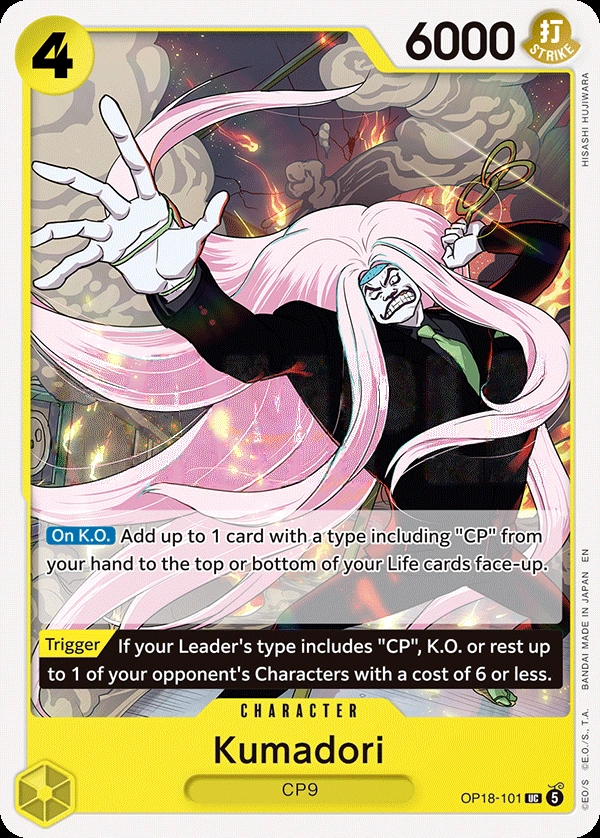 4
6000
打
STRIKE
HISASHI HUJIWARA
On K.O. Add up to 1 card with a type including "CP" from
your hand to the top or bottom of your Life cards face-up.
Trigger If your Leader's type includes "CP", K.O. or rest up
to 1 of your opponent's Characters with a cost of 6 or less.
CHARACTER
Kumadori
CP9
OP18-101 UC 5
©EO/S ©E.O./S., T.A. BANDAI MADE IN JAPAN EN